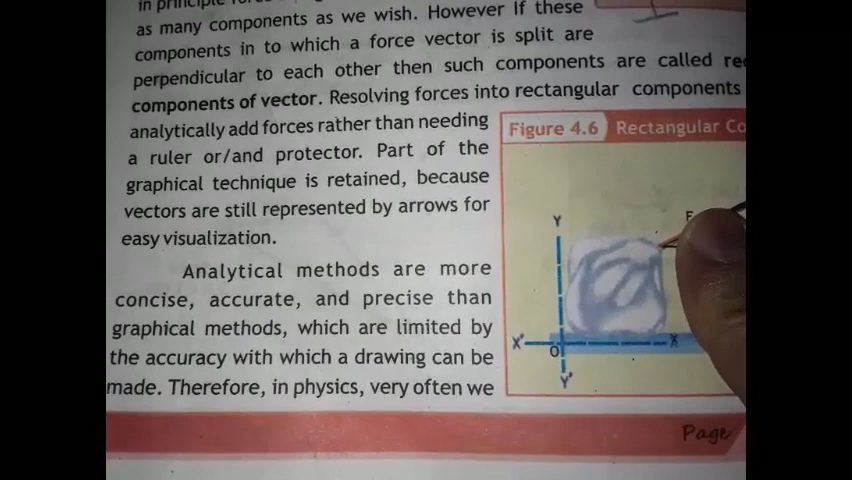 in principle
as many components as we wish. However If these
components in to which a force vector is split are
perpendicular to each other then such components are called
components of vector. Resolving forces into rectangular components
analytically add forces rather than needing
a ruler or/and protector. Part of the
graphical technique is retained, because
vectors are still represented by arrows for
easy visualization.
Analytical methods are more
concise, accurate, and precise than
graphical methods, which are limited by
the accuracy with which a drawing can be
made. Therefore, in physics, very often we
Figure 4.6 Rectangular
Y
F
X' X
O
Y'
Page